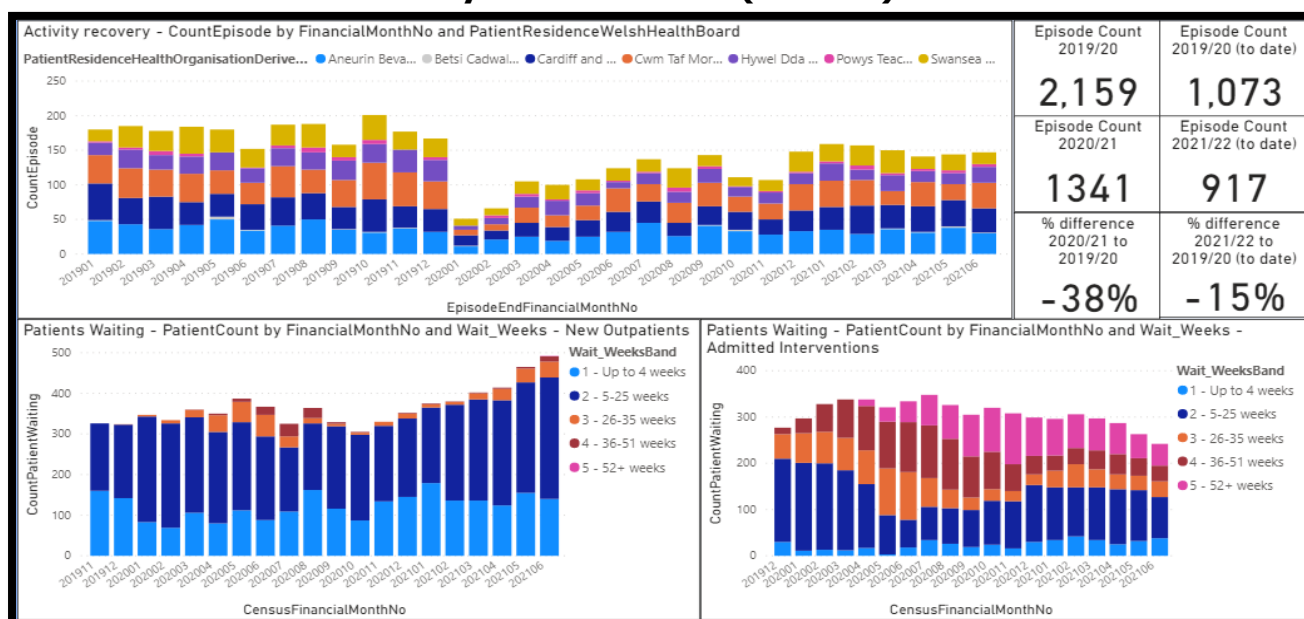 Activity recovery - CountEpisode by FinancialMonthNo and PatientResidenceWelshHealthBoard
PatientResidenceHealthOrganisationDerive... Aneurin Beva... Betsi Cadwal... Cardiff and ... Cwm Taf Mor... Hywel Dda ... Powys Teac... Swansea ...
CountEpisode
250
200
150
100
50
0
201901 201902 201903 201904 201905 201906 201907 201908 201909 201910 201911 201912 202001 202002 202003 202004 202005 202006 202007 202008 202009 202010 202011 202012 202101 202102 202103 202104 202105 202106
EpisodeEndFinancialMonthNo
Episode Count
2019/20
2,159
Episode Count
2019/20 (to date)
1,073
Episode Count
2020/21
1341
Episode Count
2021/22 (to date)
917
% difference
2020/21 to
2019/20
-38%
% difference
2021/22 to
2019/20 (to date)
-15%
Patients Waiting - PatientCount by FinancialMonthNo and Wait_Weeks - New Outpatients
CountPatientWaiting
500
400
300
200
100
0
201911 201912 202001 202002 202003 202004 202005 202006 202007 202008 202009 202010 202011 202012 202101 202102 202103 202104 202105 202106
CensusFinancialMonthNo
Wait_WeeksBand
1 - Up to 4 weeks
2 - 5-25 weeks
3 - 26-35 weeks
4 - 36-51 weeks
5 - 52+ weeks
Patients Waiting - PatientCount by FinancialMonthNo and Wait_Weeks -
Admitted Interventions
CountPatientWaiting
400
300
200
100
0
201912 202001 202002 202003 202004 202005 202006 202007 202008 202009 202010 202011 202012 202101 202102 202103 202104 202105 202106
CensusFinancialMonthNo
Wait_WeeksBand
1 - Up to 4 weeks
2 - 5-25 weeks
3 - 26-35 weeks
4 - 36-51 weeks
5 - 52+ weeks